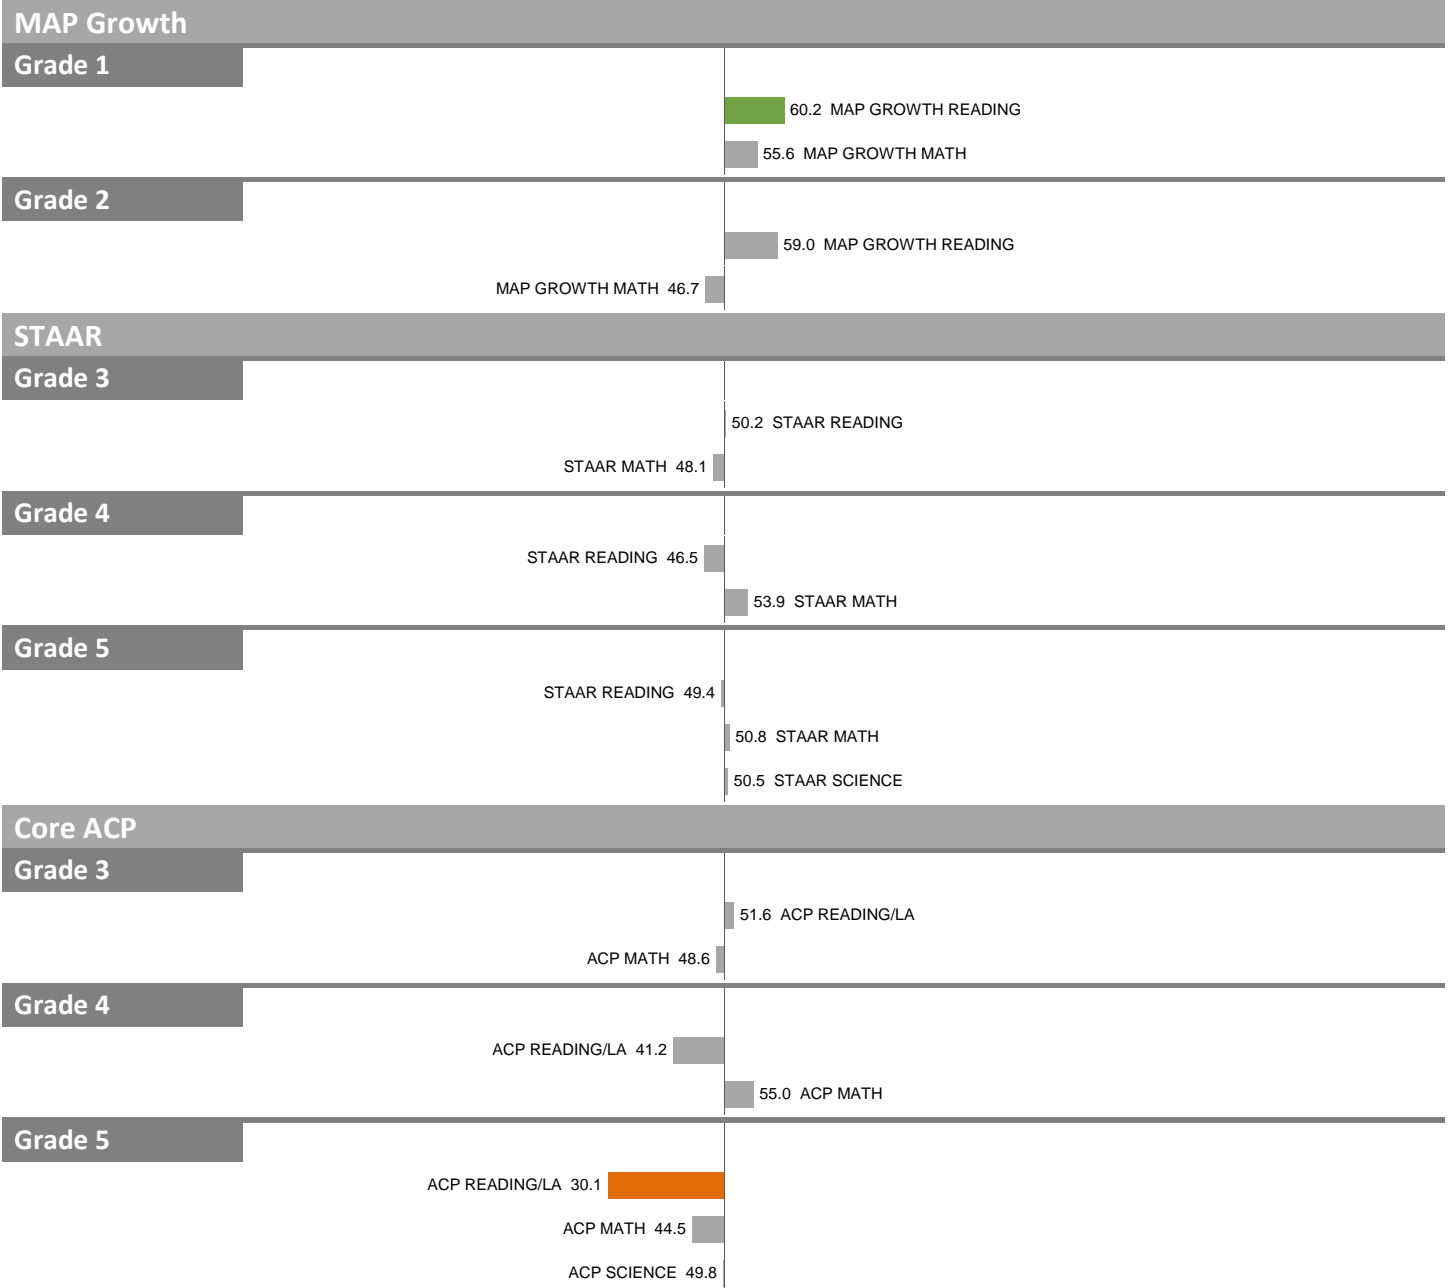 MAP Growth
Grade 1
60.2 MAP GROWTH READING
55.6 MAP GROWTH MATH
Grade 2
59.0 MAP GROWTH READING
MAP GROWTH MATH 46.7
STAAR
Grade 3
50.2 STAAR READING
STAAR MATH 48.1
Grade 4
STAAR READING 46.5
53.9 STAAR MATH
Grade 5
STAAR READING 49.4
50.8 STAAR MATH
50.5 STAAR SCIENCE
Core ACP
Grade 3
51.6 ACP READING/LA
ACP MATH 48.6
Grade 4
ACP READING/LA 41.2
55.0 ACP MATH
Grade 5
ACP READING/LA 30.1
ACP MATH 44.5
ACP SCIENCE 49.8